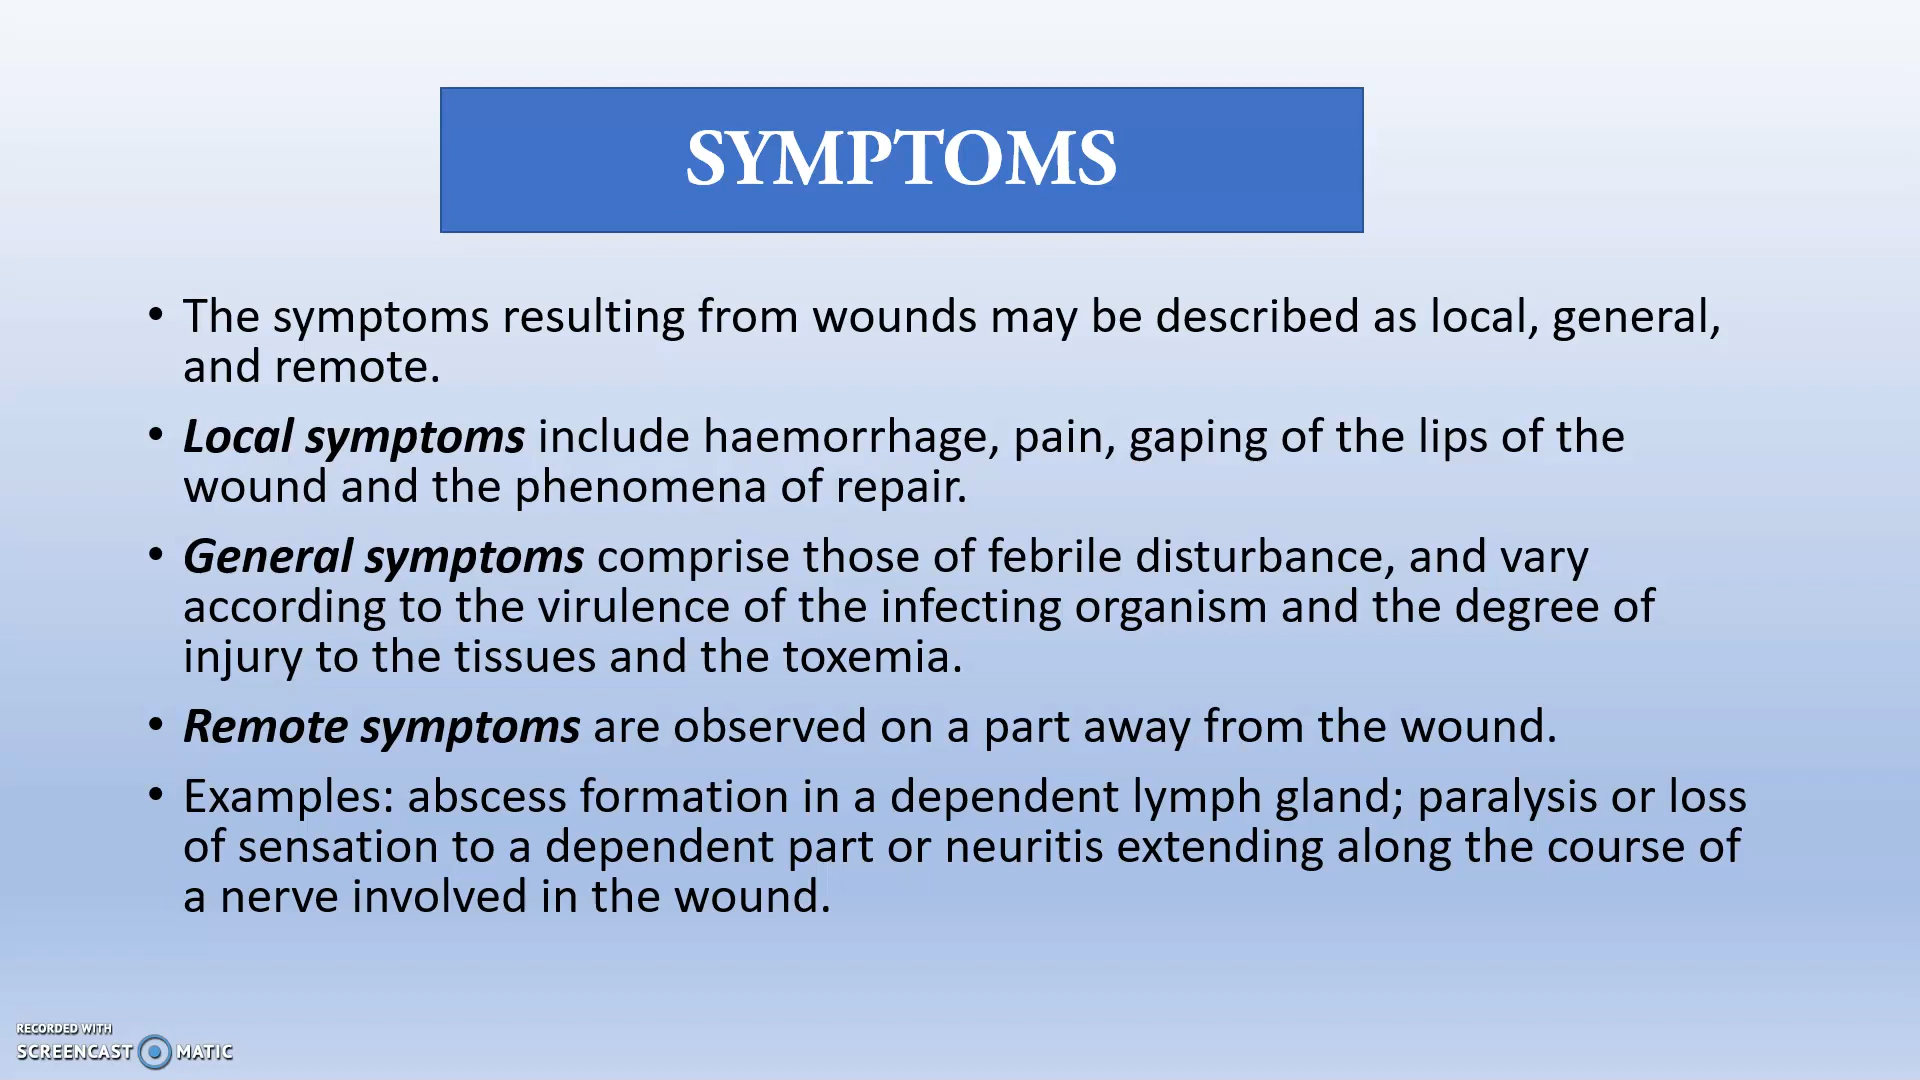 SYMPTOMS
• The symptoms resulting from wounds may be described as local, general,
and remote.
• Local symptoms include haemorrhage, pain, gaping of the lips of the
wound and the phenomena of repair.
• General symptoms comprise those of febrile disturbance, and vary
according to the virulence of the infecting organism and the degree of
injury to the tissues and the toxemia.
• Remote symptoms are observed on a part away from the wound.
• Examples: abscess formation in a dependent lymph gland; paralysis or loss
of sensation to a dependent part or neuritis extending along the course of
a nerve involved in the wound.
RECORDED WITH
SCREENCAST MATIC